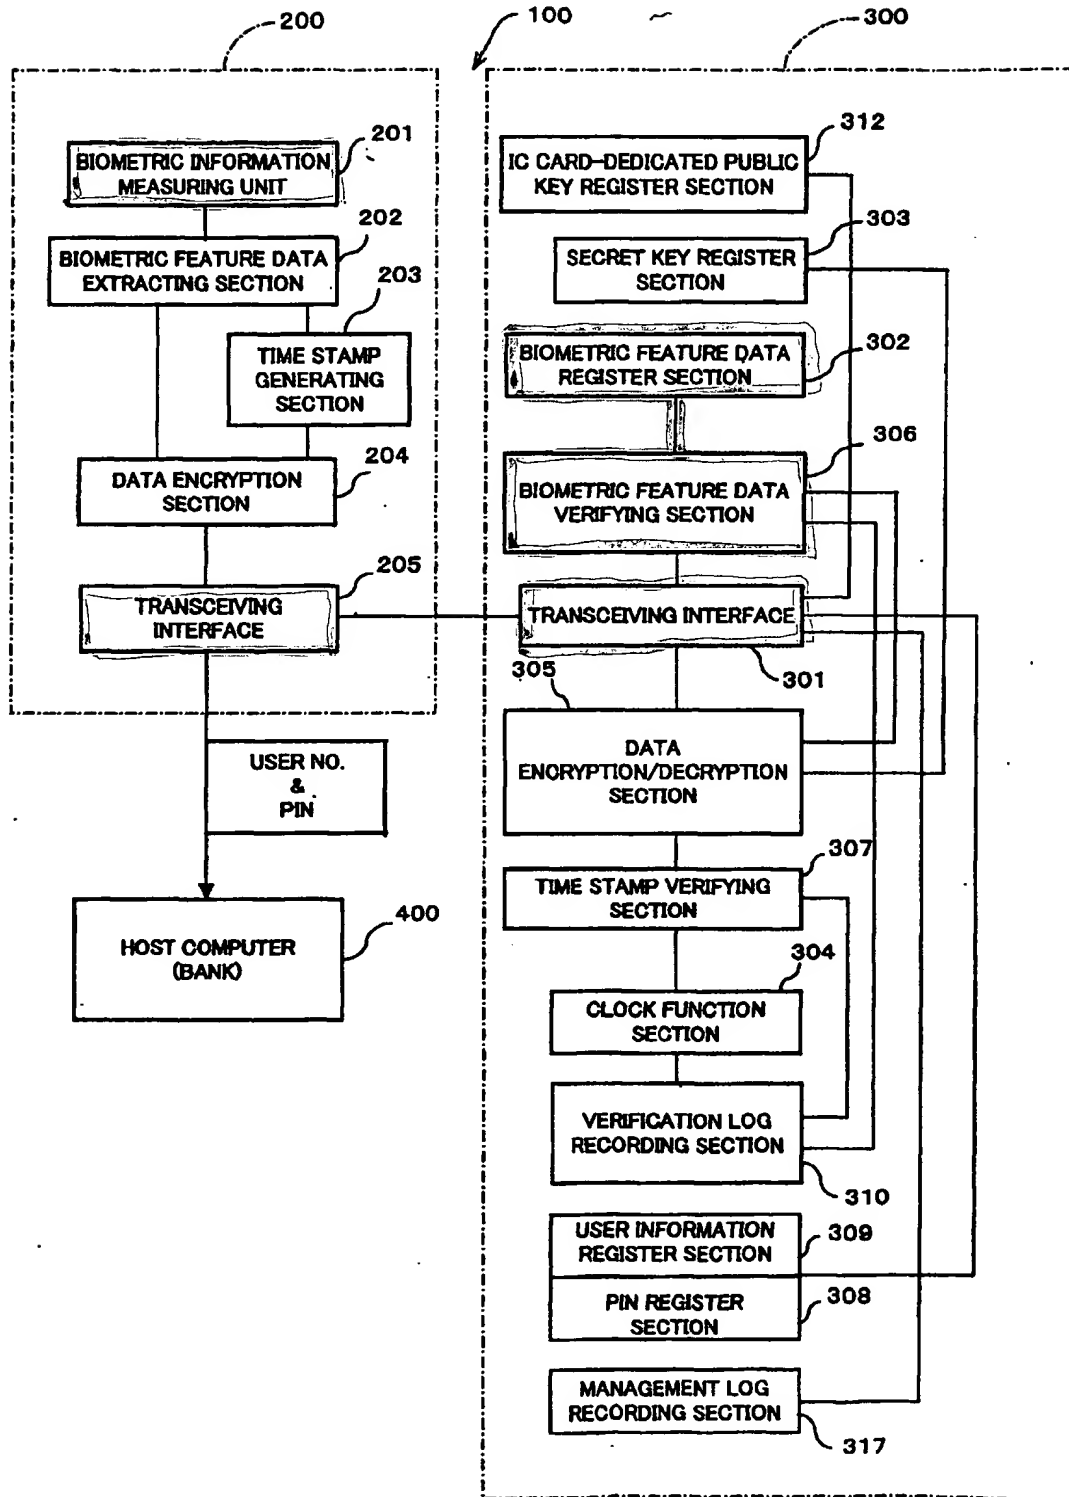 200
100
300
201
BIOMETRIC INFORMATION
MEASURING UNIT
202
BIOMETRIC FEATURE DATA
EXTRACTING SECTION
203
TIME STAMP
GENERATING
SECTION
204
DATA ENCRYPTION
SECTION
205
TRANSCEIVING
INTERFACE
USER NO.
&
PIN
400
HOST COMPUTER
(BANK)
312
IC CARD-DEDICATED PUBLIC
KEY REGISTER SECTION
303
SECRET KEY REGISTER
SECTION
302
BIOMETRIC FEATURE DATA
REGISTER SECTION
306
BIOMETRIC FEATURE DATA
VERIFYING SECTION
TRANSCEIVING INTERFACE
301
305
DATA
ENCRYPTION/DECRYPTION
SECTION
307
TIME STAMP VERIFYING
SECTION
304
CLOCK FUNCTION
SECTION
VERIFICATION LOG
RECORDING SECTION
310
USER INFORMATION
REGISTER SECTION
309
PIN REGISTER
SECTION
308
MANAGEMENT LOG
RECORDING SECTION
317